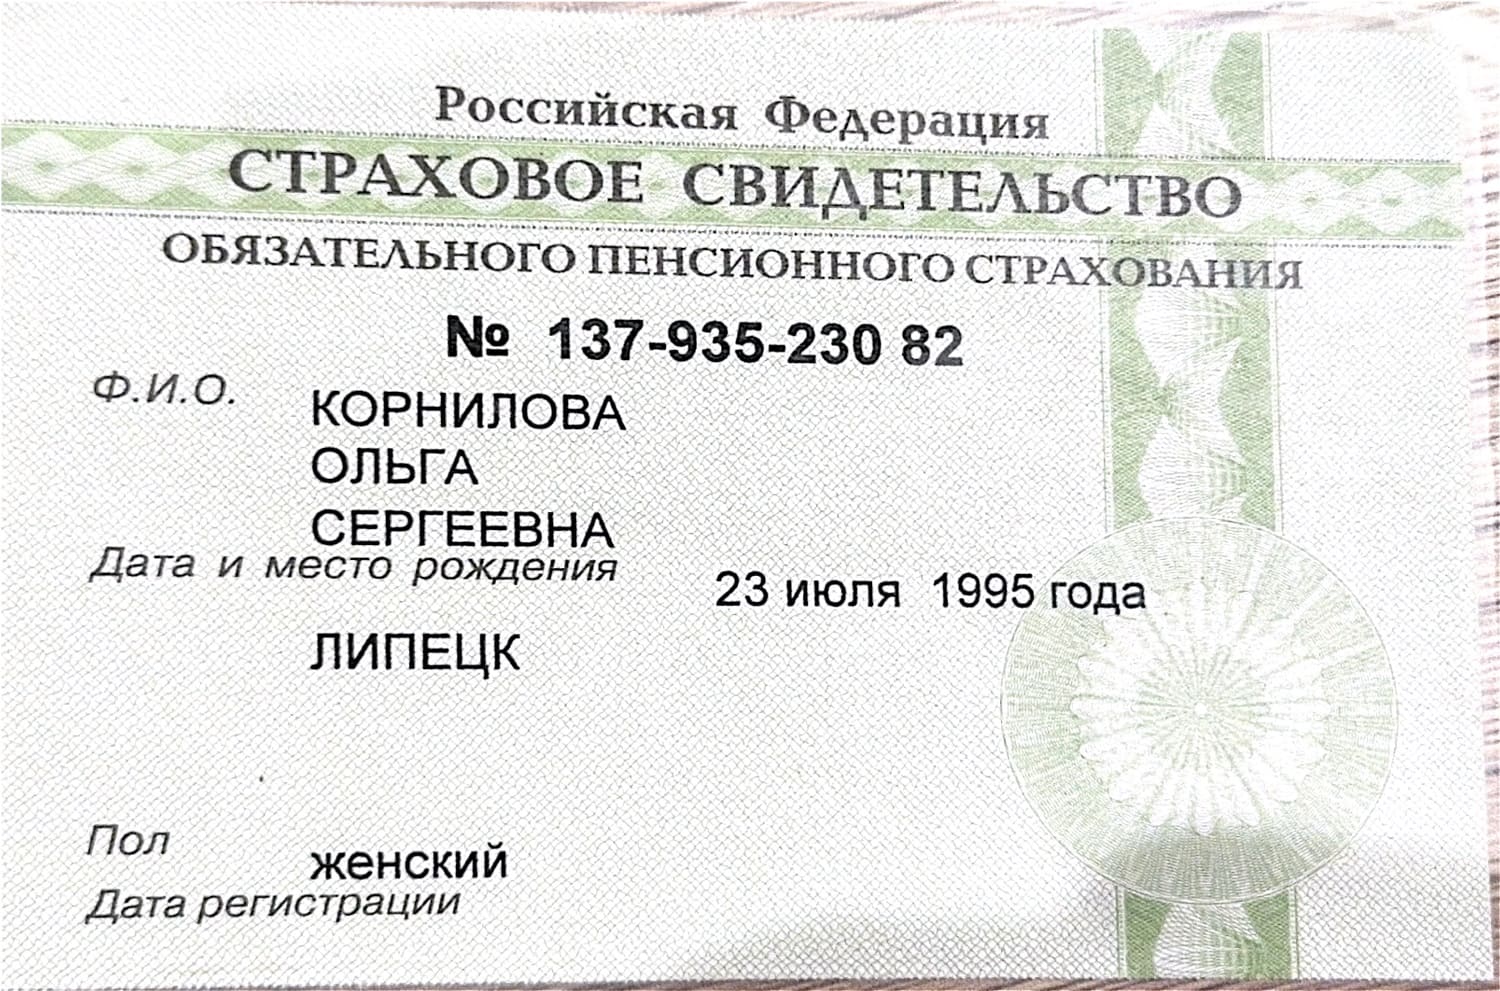 Российская Федерация
СТРАХОВОЕ СВИДЕТЕЛЬСТВО
ОБЯЗАТЕЛЬНОГО ПЕНСИОННОГО СТРАХОВАНИЯ
№ 137-935-230 82
Ф.И.О.
КОРНИЛОВА
ОЛЬГА
СЕРГЕЕВНА
Дата и место рождения
23 июля 1995 года
ЛИПЕЦК
Пол
женский
Дата регистрации